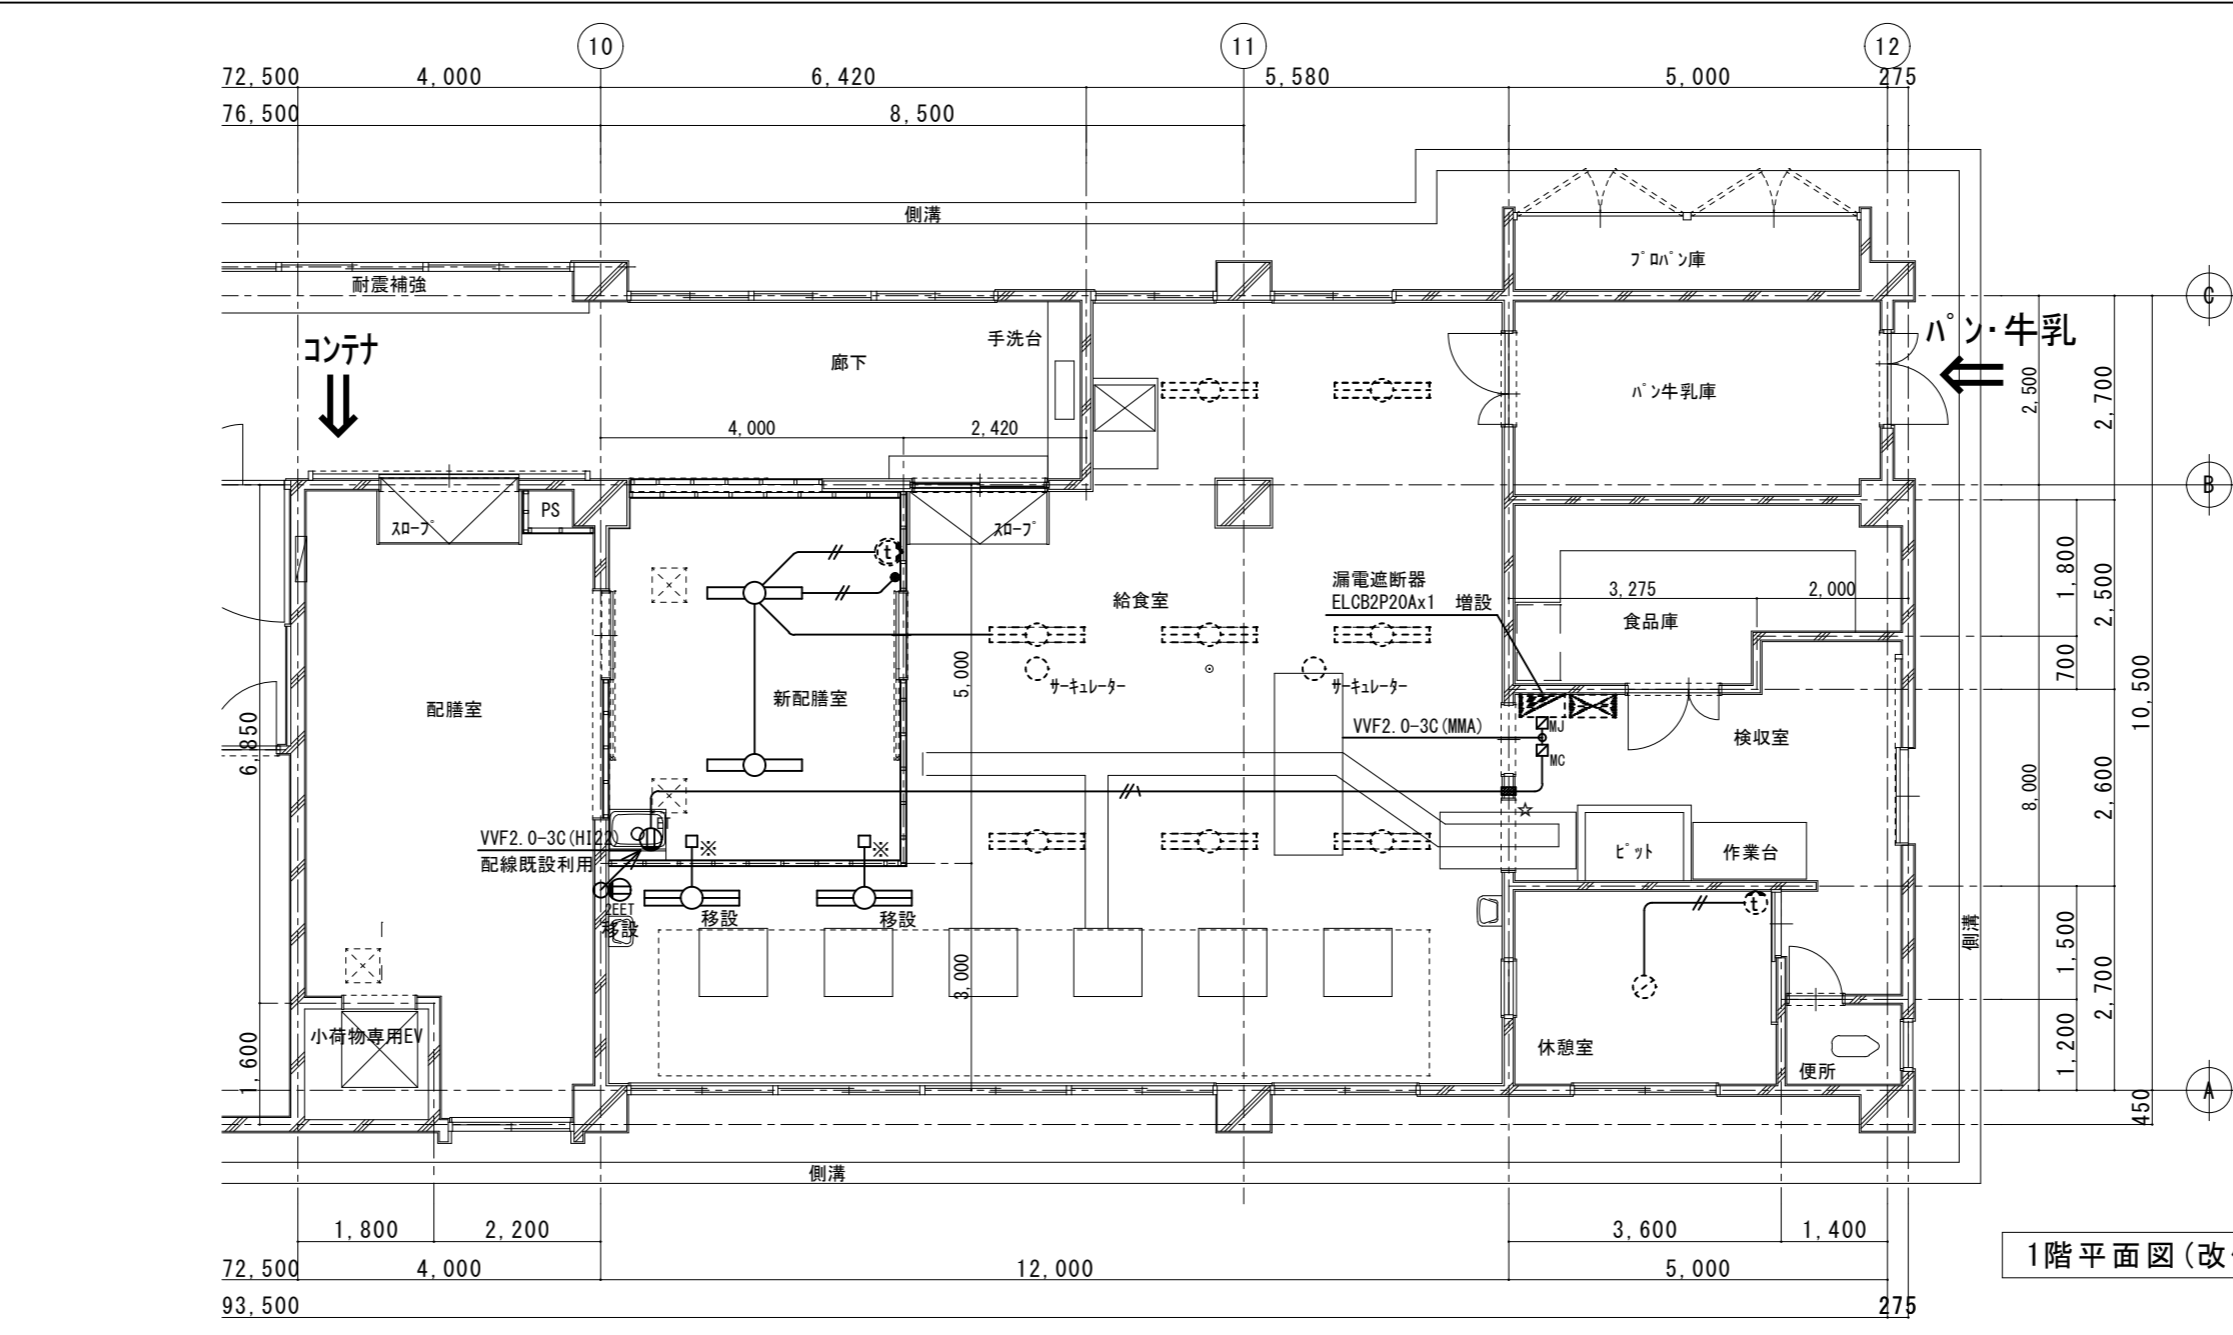 10
11
12
72,500
4,000
6,420
5,580
5,000
275
76,500
8,500
側溝
耐震補強
プロパン庫
C
コンテナ
手洗台
廊下
パン・牛乳
パン牛乳庫
2,500
2,700
4,000
2,420
B
PS
スロープ
スロープ
t
給食室
漏電遮断器
ELCB2P20Ax1 増設
3,275
2,000
食品庫
1,800
2,500
700
10,500
5,000
サーキュレーター
サーキュレーター
配膳室
新配膳室
6,850
VVF2.0-3C(MMA)
MJ
MC
検収室
8,000
2,600
☆
VVF2.0-3C(HI22)
ET
配線既設利用
※
※
ピット
作業台
2EET
移設
移設
移設
t
側溝
1,500
2,700
3,000
小荷物専用EV
1,600
休憩室
便所
1,200
A
450
側溝
1,800
2,200
3,600
1,400
1階平面図(改
72,500
4,000
12,000
5,000
93,500
275